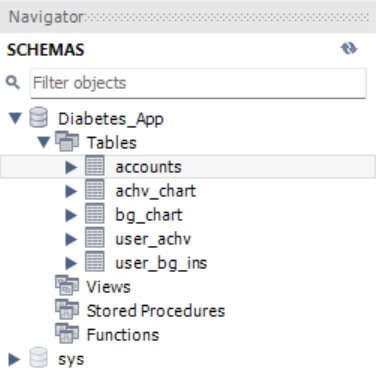 Navigator
SCHEMAS
Filter objects
Diabetes_App
Tables
accounts
achv_chart
bg_chart
user_achv
user_bg_ins
Views
Stored Procedures
Functions
sys